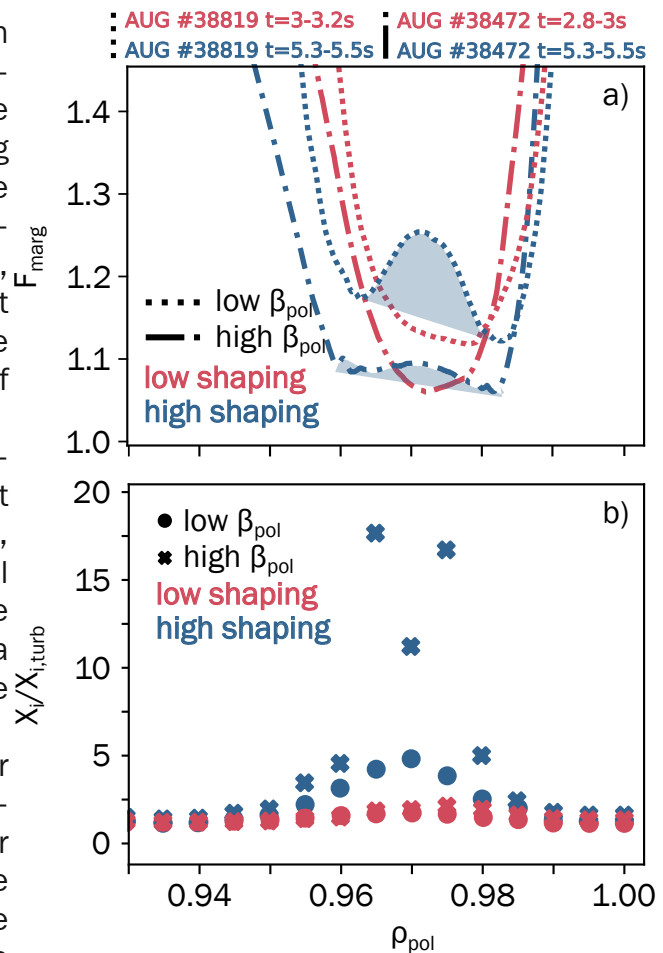 AUG #38819 t=3-3.2s
AUG #38472 t=2.8-3s
AUG #38819 t=5.3-5.5s
AUG #38472 t=5.3-5.5s
a)
1.4
1.3
1.2
1.1
1.0
F_marg
low β_pol
high β_pol
low shaping
high shaping
b)
20
15
10
5
0
X_i/X_i,turb
low β_pol
high β_pol
low shaping
high shaping
0.94
0.96
0.98
1.00
ρ_pol